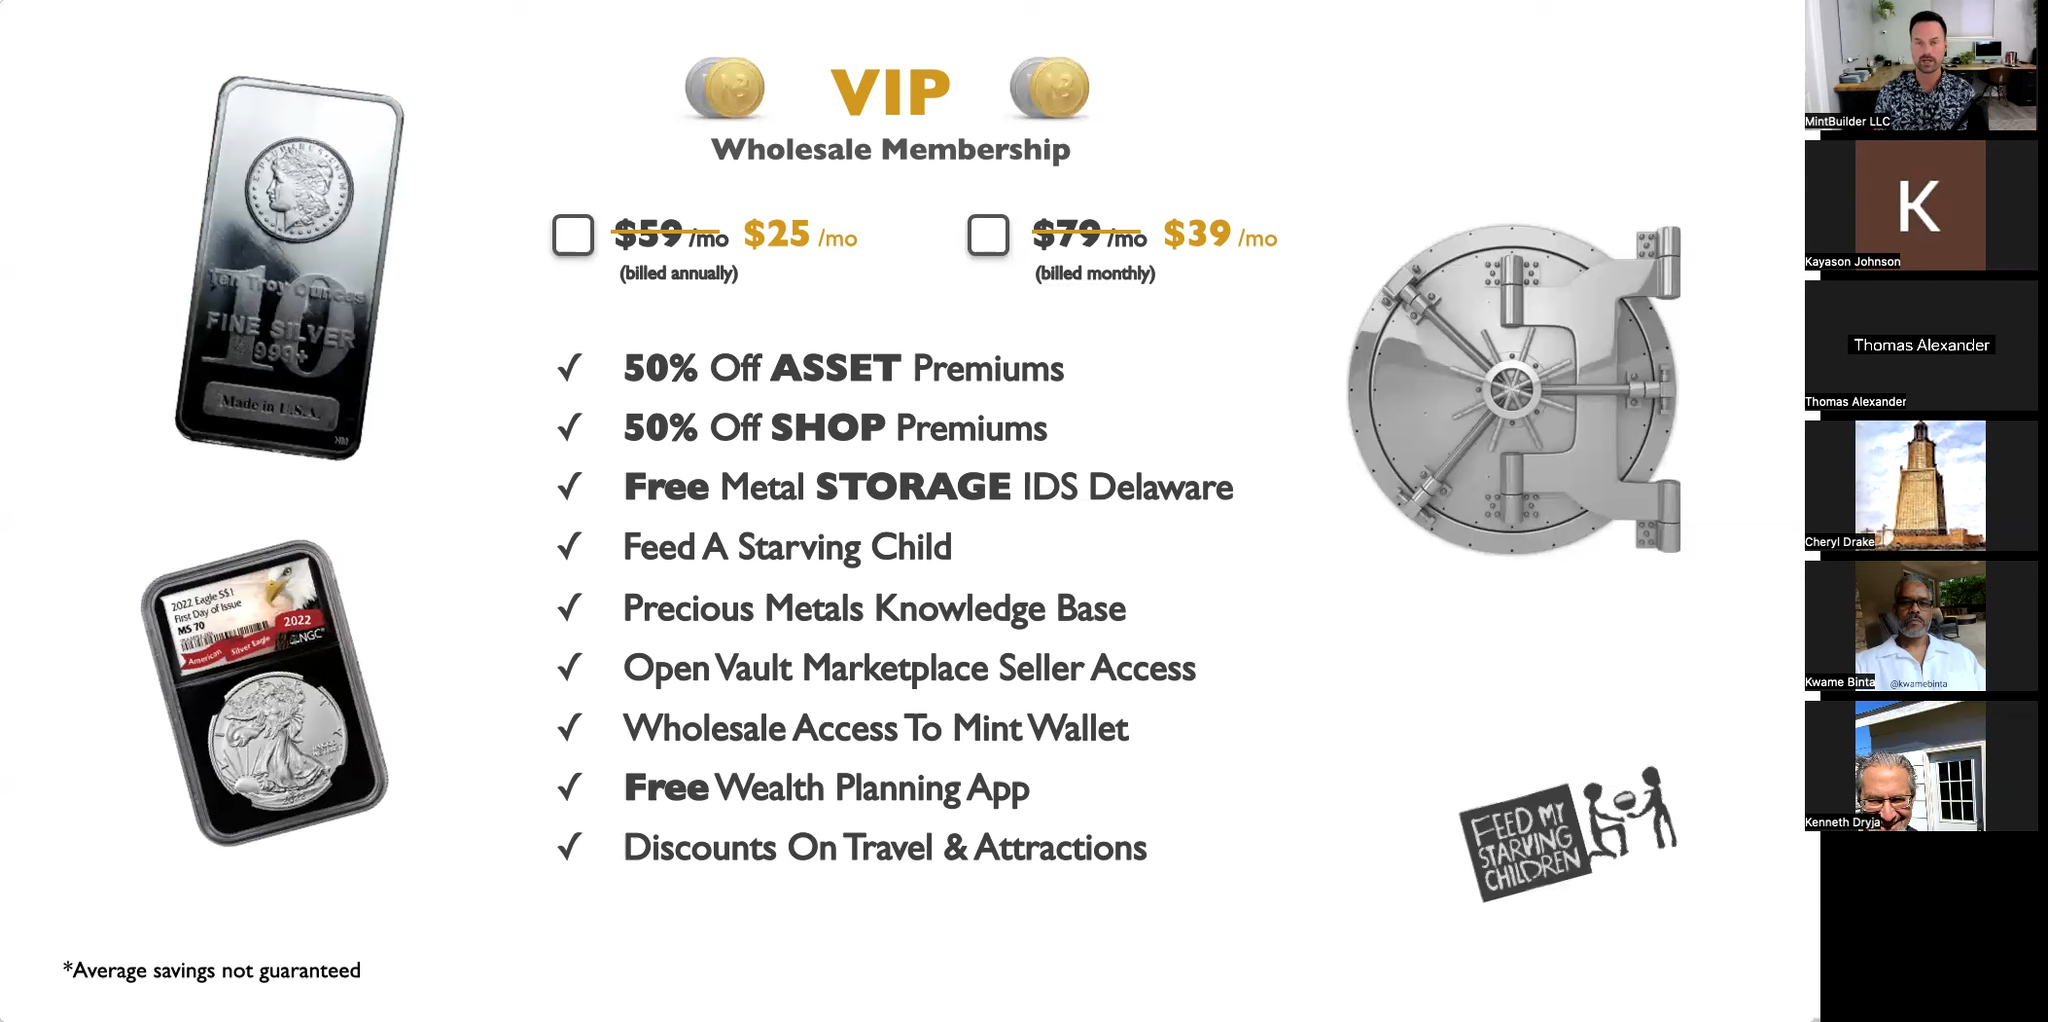 VIP
Wholesale Membership
$59/mo $25 /mo
(billed annually)
$79/mo $39 /mo
(billed monthly)
✓ 50% Off ASSET Premiums
✓ 50% Off SHOP Premiums
✓ Free Metal STORAGE IDS Delaware
✓ Feed A Starving Child
✓ Precious Metals Knowledge Base
✓ Open Vault Marketplace Seller Access
✓ Wholesale Access To Mint Wallet
✓ Free Wealth Planning App
✓ Discounts On Travel & Attractions
*Average savings not guaranteed
10
Ten Troy Ounces
FINE SILVER
999+
Made in U.S.A.
2022 Eagle S$1
First Day of Issue
MS 70
2022
NGC
American Silver Eagle
FEED MY
STARVING
CHILDREN
MintBuilder LLC
K
Kayason Johnson
Thomas Alexander
Thomas Alexander
Cheryl Drake
Kwame Binta
@kwamebinta
Kenneth Dryja